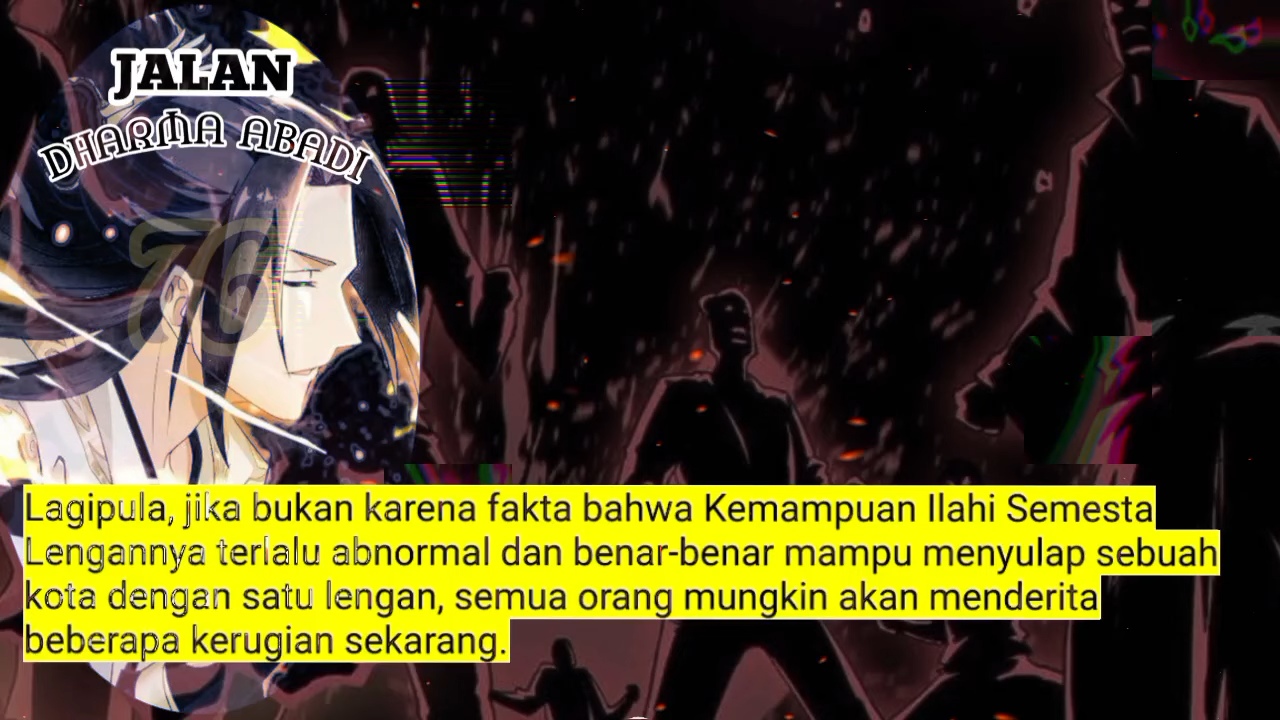 JALAN
DHARMA ABADI
Lagipula, jika bukan karena fakta bahwa Kemampuan Ilahi Semesta
Lengannya terlalu abnormal dan benar-benar mampu menyulap sebuah
kota dengan satu lengan, semua orang mungkin akan menderita
beberapa kerugian sekarang.